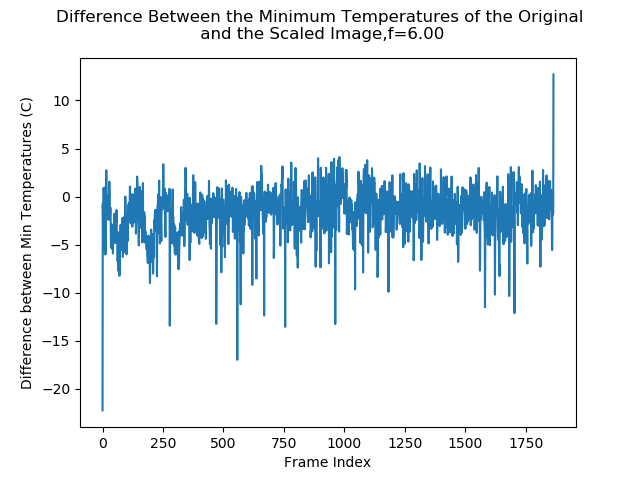 Difference Between the Minimum Temperatures of the Original
and the Scaled Image,f=6.00
10
5
0
−5
−10
−15
−20
Difference between Min Temperatures (C)
0 250 500 750 1000 1250 1500 1750
Frame Index